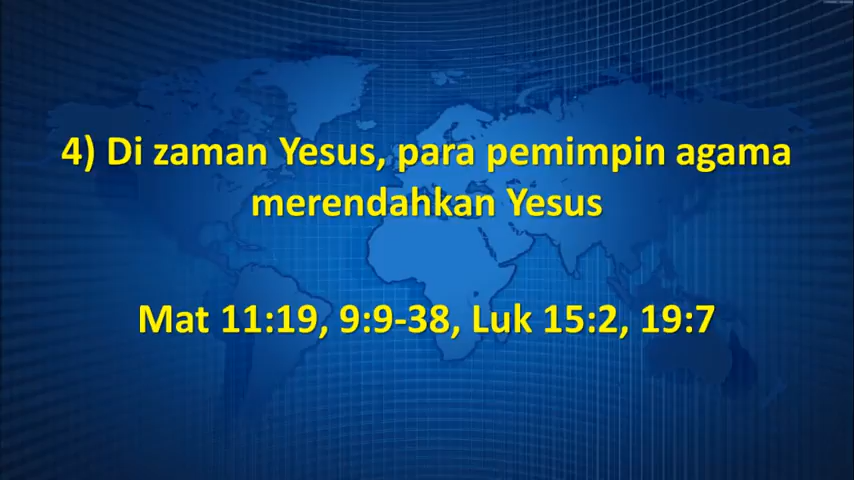 4) Di zaman Yesus, para pemimpin agama
merendahkan Yesus
Mat 11:19, 9:9-38, Luk 15:2, 19:7